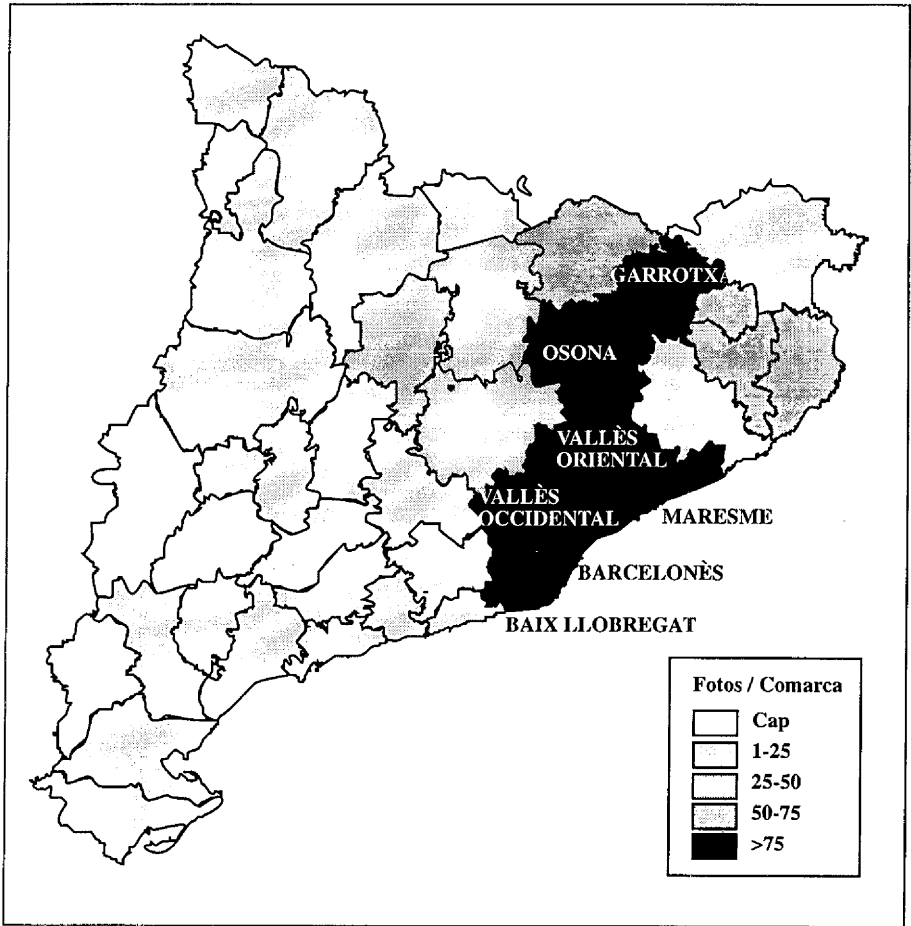 GARROTXA
OSONA
VALLÈS
ORIENTAL
VALLÈS
OCCIDENTAL
MARESME
BARCELONÈS
BAIX LLOBREGAT
Fotos / Comarca
Cap
1-25
25-50
50-75
>75